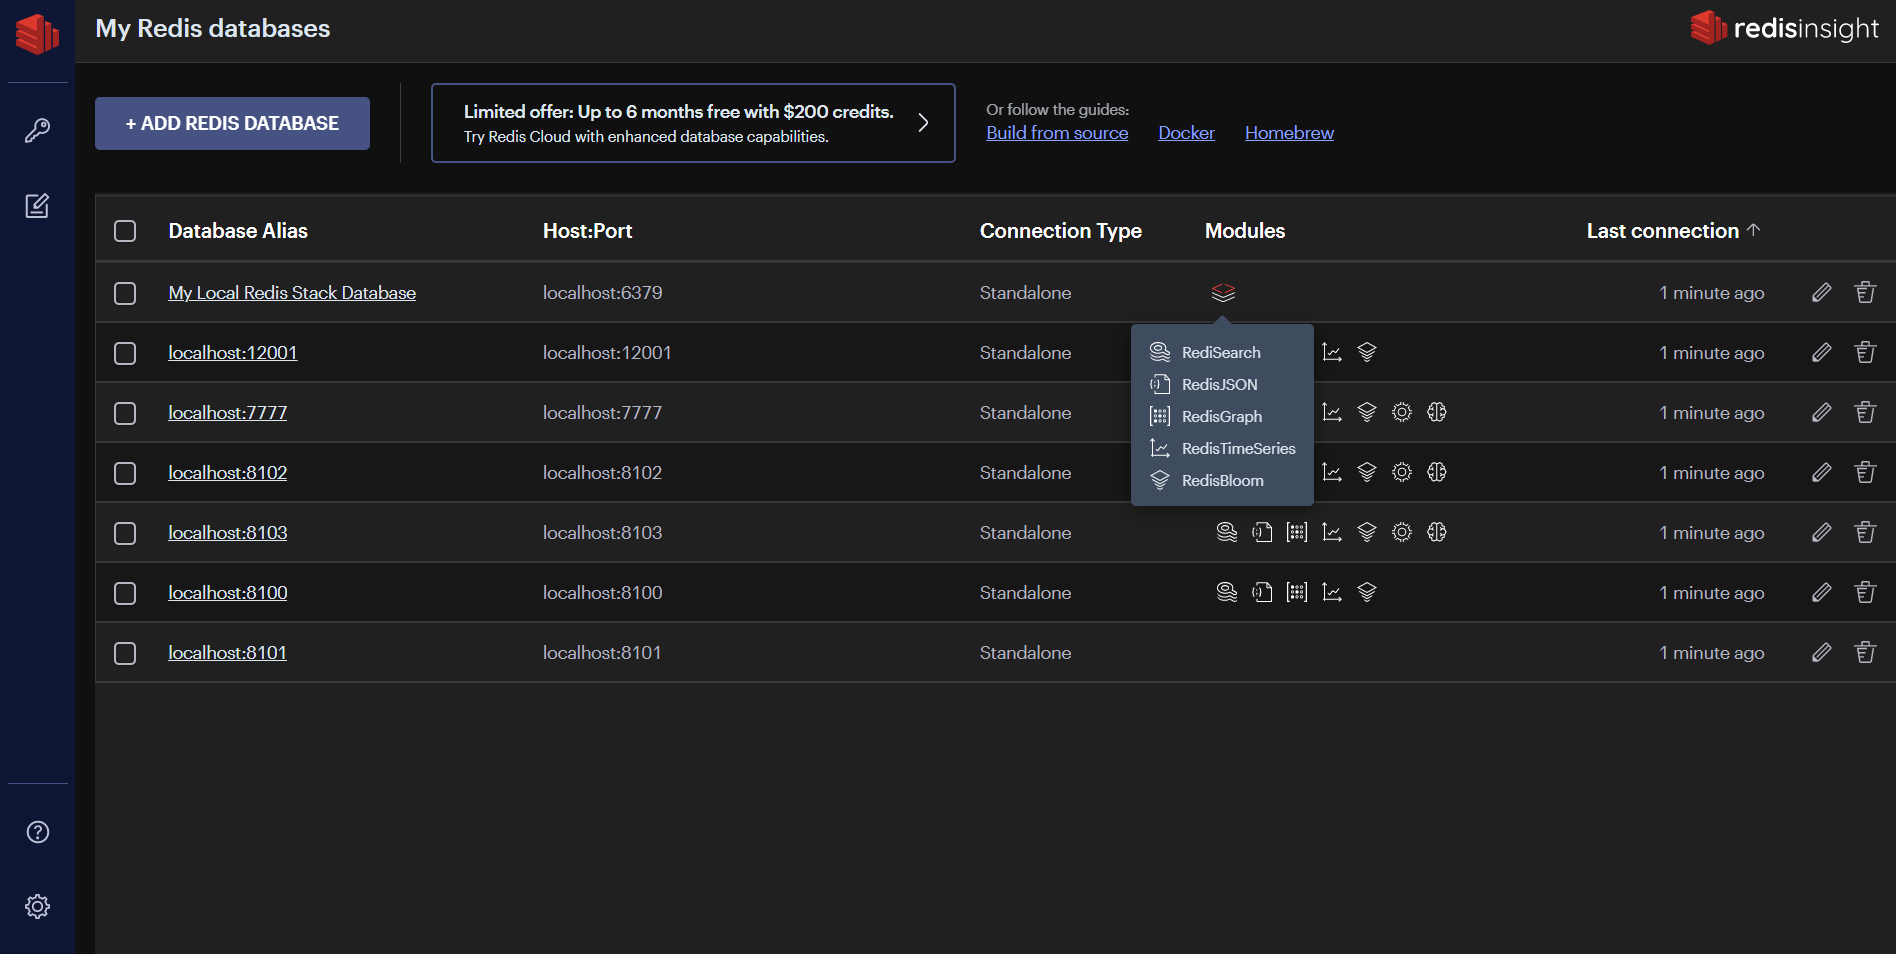 My Redis databases
redisinsight
+ ADD REDIS DATABASE
Limited offer: Up to 6 months free with $200 credits.
Try Redis Cloud with enhanced database capabilities.
Or follow the guides:
Build from source Docker Homebrew
Database Alias Host:Port Connection Type Modules Last connection
My Local Redis Stack Database localhost:6379 Standalone 1 minute ago
localhost:12001 localhost:12001 Standalone 1 minute ago
localhost:7777 localhost:7777 Standalone 1 minute ago
localhost:8102 localhost:8102 Standalone 1 minute ago
localhost:8103 localhost:8103 Standalone 1 minute ago
localhost:8100 localhost:8100 Standalone 1 minute ago
localhost:8101 localhost:8101 Standalone 1 minute ago
RediSearch
RedisJSON
RedisGraph
RedisTimeSeries
RedisBloom